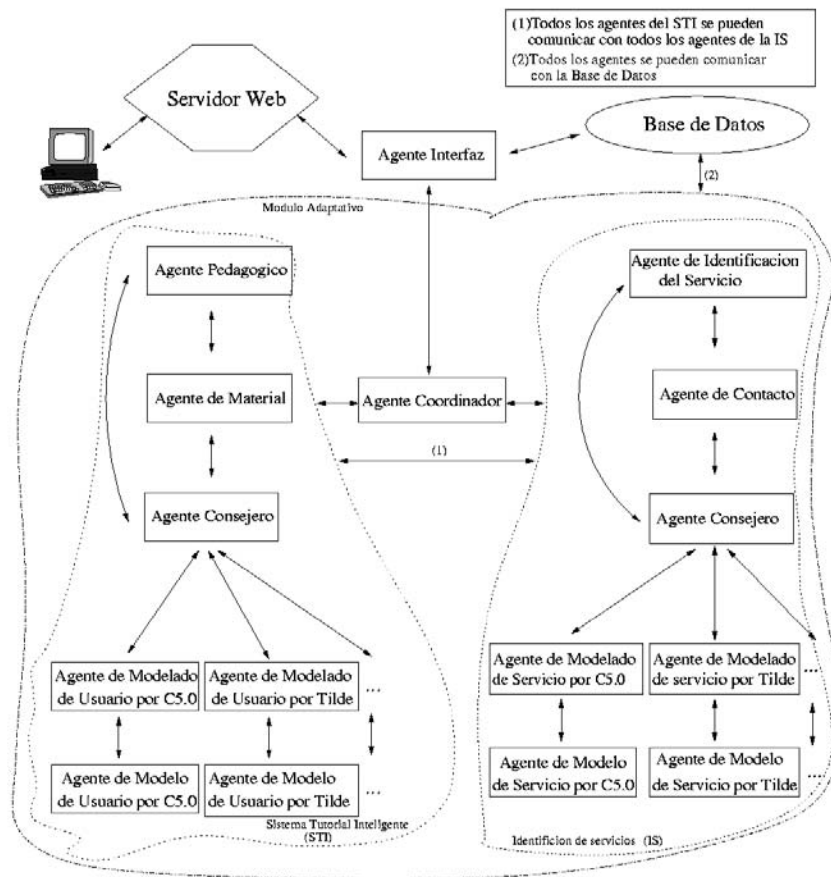 (1)Todos los agentes del STI se pueden
comunicar con todos los agentes de la IS
(2)Todos los agentes se pueden comunicar
con la Base de Datos
Servidor Web
Base de Datos
Agente Interfaz
(2)
Modulo Adaptativo
Agente Pedagogico
Agente de Identificacion
del Servicio
Agente de Material
Agente Coordinador
Agente de Contacto
(1)
Agente Consejero
Agente Consejero
Agente de Modelado
de Usuario por C5.0
Agente de Modelado
de Usuario por Tilde
...
Agente de Modelado
de Servicio por C5.0
Agente de Modelado
de servicio por Tilde
...
Agente de Modelo
de Usuario por C5.0
Agente de Modelo
de Usuario por Tilde
...
Agente de Modelo
de Servicio por C5.0
Agente de Modelo
de Servicio por Tilde
...
Sistema Tutorial Inteligente
(STI)
Identificion de servicios (IS)